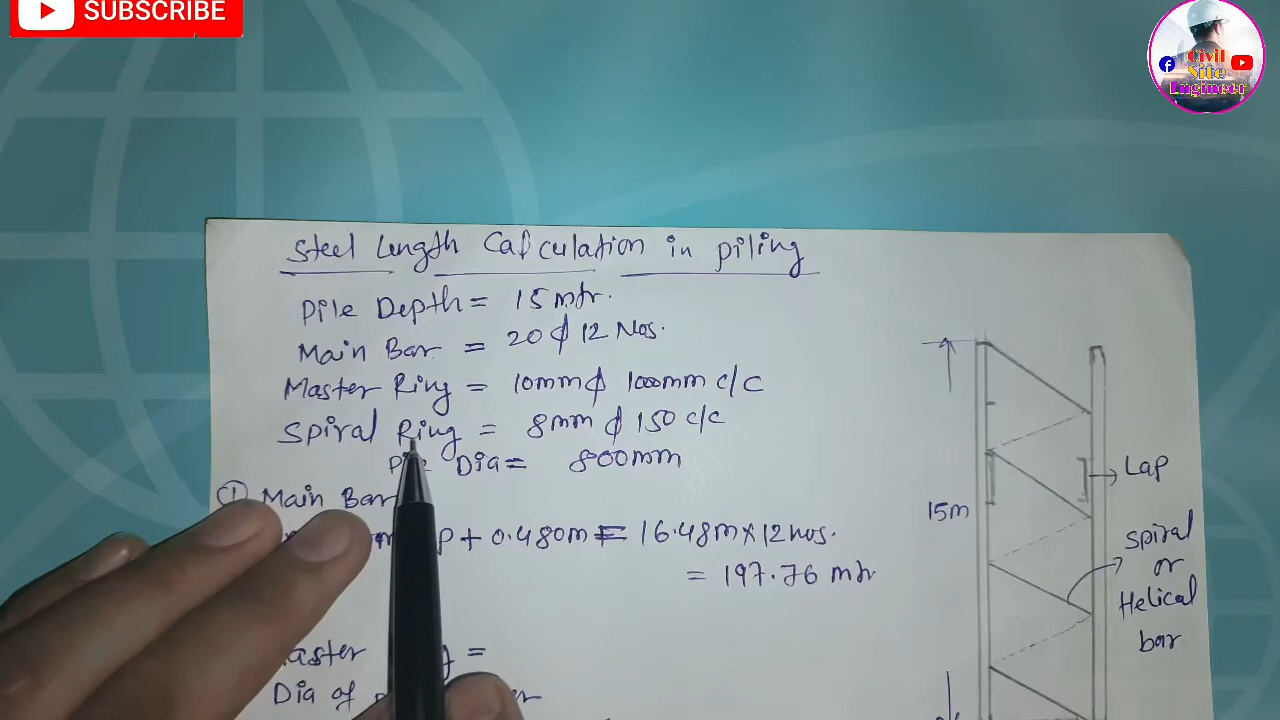 SUBSCRIBE
Civil
Site
Engineer
Steel Length Calculation in piling
Pile Depth = 15 mtr.
Main Bar = 20 ϕ 12 Nos.
Master Ring = 10mm ϕ 1000mm c/c
Spiral Ring = 8mm ϕ 150 c/c
Dia = 800mm
① Main Bar
P + 0.480m = 16.48m x 12 nos.
= 197.76 mtr
=
Dia of
15m
Lap
Spiral
or
Helical
bar